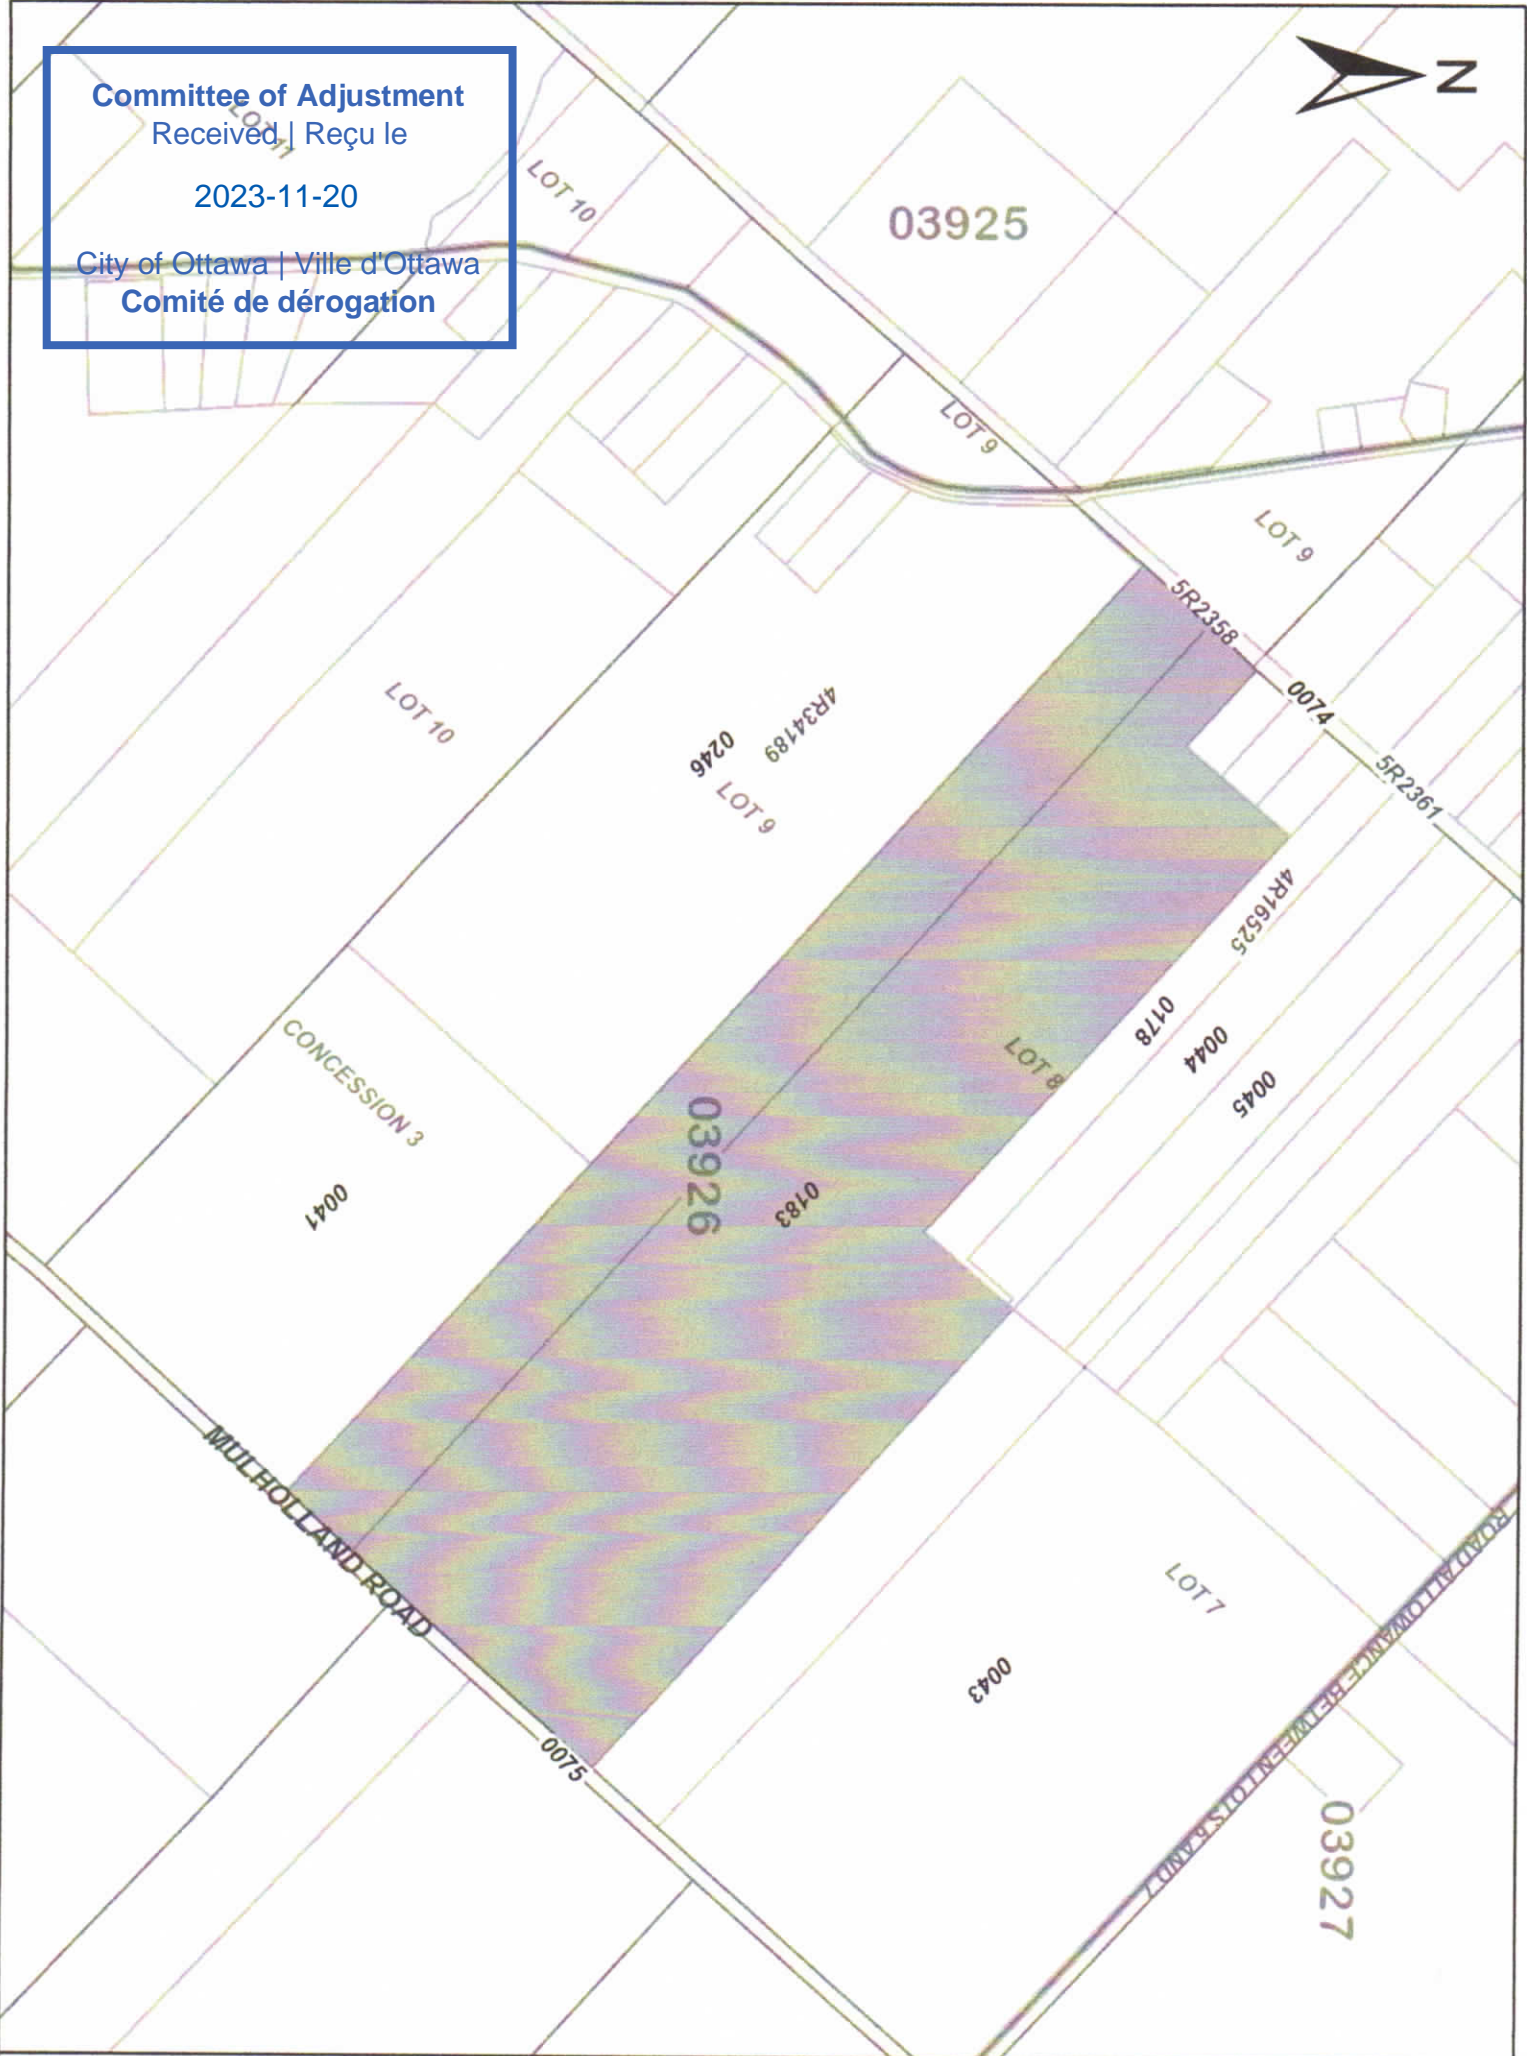 Committee of Adjustment
Received | Reçu le
2023-11-20
City of Ottawa | Ville d'Ottawa
Comité de dérogation
LOT 11
N
LOT 10
03925
LOT 9
LOT 9
5R2358
0074
5R2361
LOT 10
4R34189
0246
LOT 9
4R16525
0178
0044
0045
LOT 8
CONCESSION 3
0041
03926
0183
MULHOLLAND ROAD
0075
LOT 7
0043
ROAD ALLOWANCE BETWEEN LOTS 6 AND 7
03927